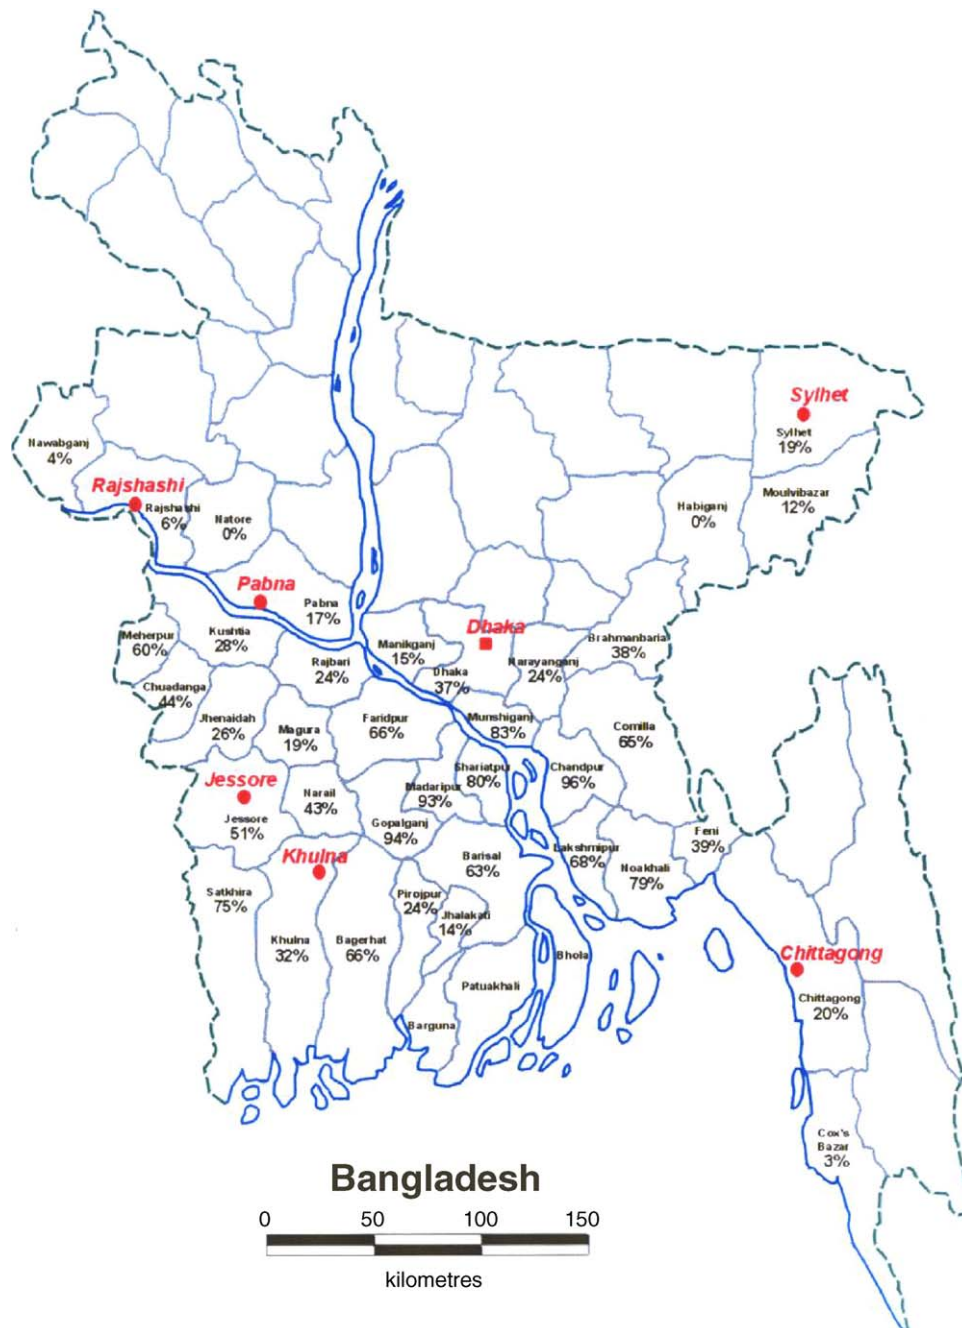 Sylhet
Sylhet
19%
Nawabganj
4%
Rajshashi
Rajshashi
6%
Natore
0%
Habiganj
0%
Moulvibazar
12%
Pabna
Pabna
17%
Dhaka
Meherpur
60%
Kushtia
28%
Rajbari
24%
Manikganj
15%
Dhaka
37%
Narayanganj
24%
Brahmanbaria
38%
Chuadanga
44%
Jhenaidah
26%
Magura
19%
Faridpur
66%
Munshiganj
83%
Comilla
65%
Jessore
Jessore
51%
Narail
43%
Madaripur
93%
Shariatpur
80%
Chandpur
96%
Gopalganj
94%
Khulna
Barisal
63%
Lakshmipur
68%
Noakhali
79%
Feni
39%
Satkhira
75%
Khulna
32%
Bagerhat
66%
Pirojpur
24%
Jhalakati
14%
Bhola
Patuakhali
Barguna
Chittagong
Chittagong
20%
Cox's
Bazar
3%
Bangladesh
0 50 100 150
kilometres